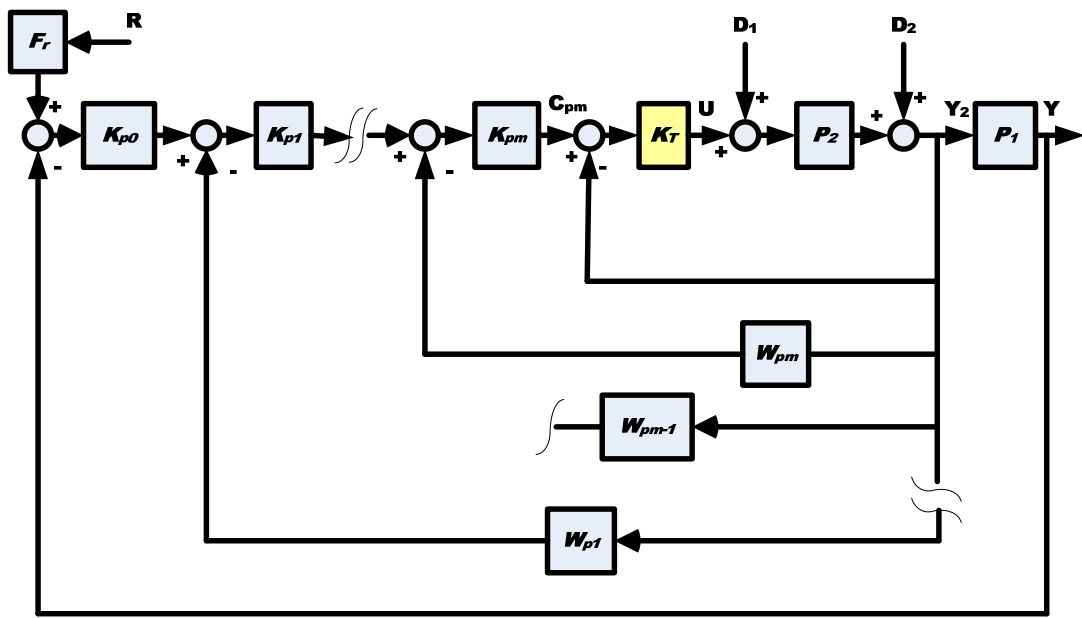 R
Fr
D1
D2
+
Cpm
U
+
+
Y2
Y
Kp0
Kp1
Kpm
KT
P2
+
P1
-
+
-
+
-
+
-
+
Wpm
Wpm-1
Wp1